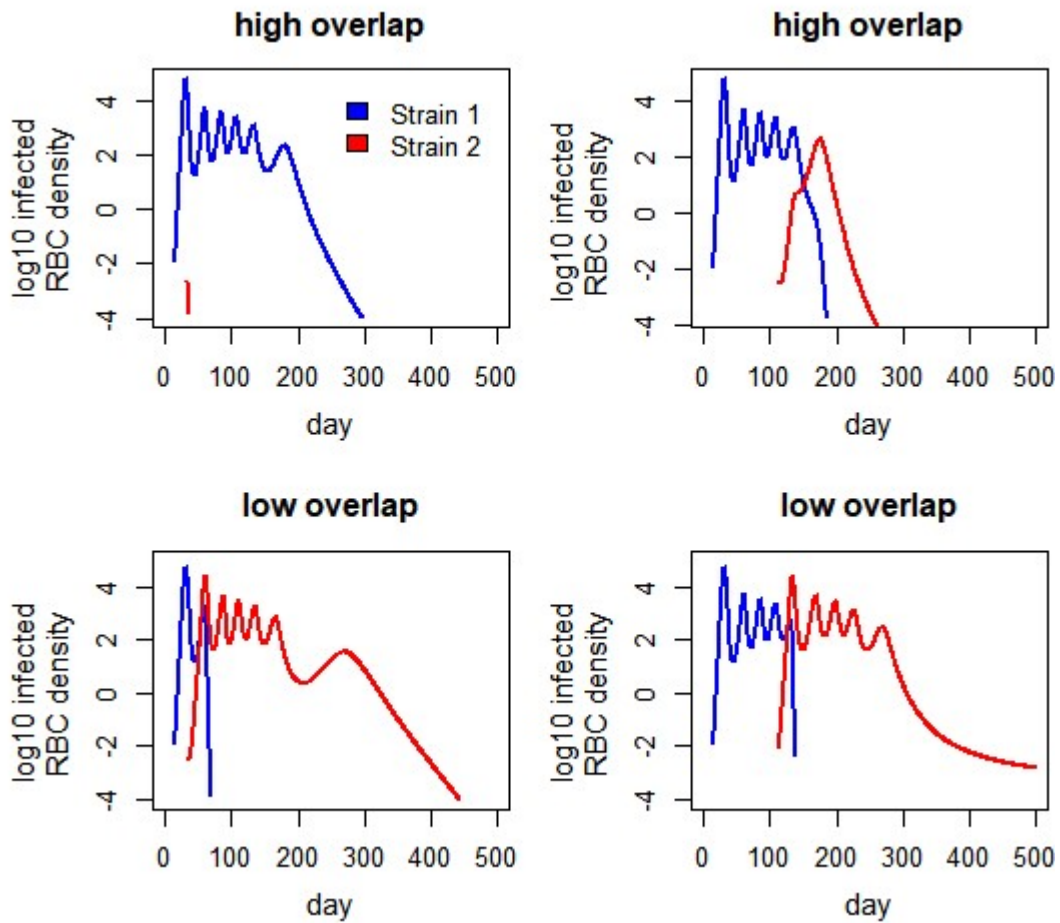 high overlap
log10 infected
RBC density
4
2
0
-2
-4
Strain 1
Strain 2
0 100 200 300 400 500
day
high overlap
log10 infected
RBC density
4
2
0
-2
-4
0 100 200 300 400 500
day
low overlap
log10 infected
RBC density
4
2
0
-2
-4
0 100 200 300 400 500
day
low overlap
log10 infected
RBC density
4
2
0
-2
-4
0 100 200 300 400 500
day